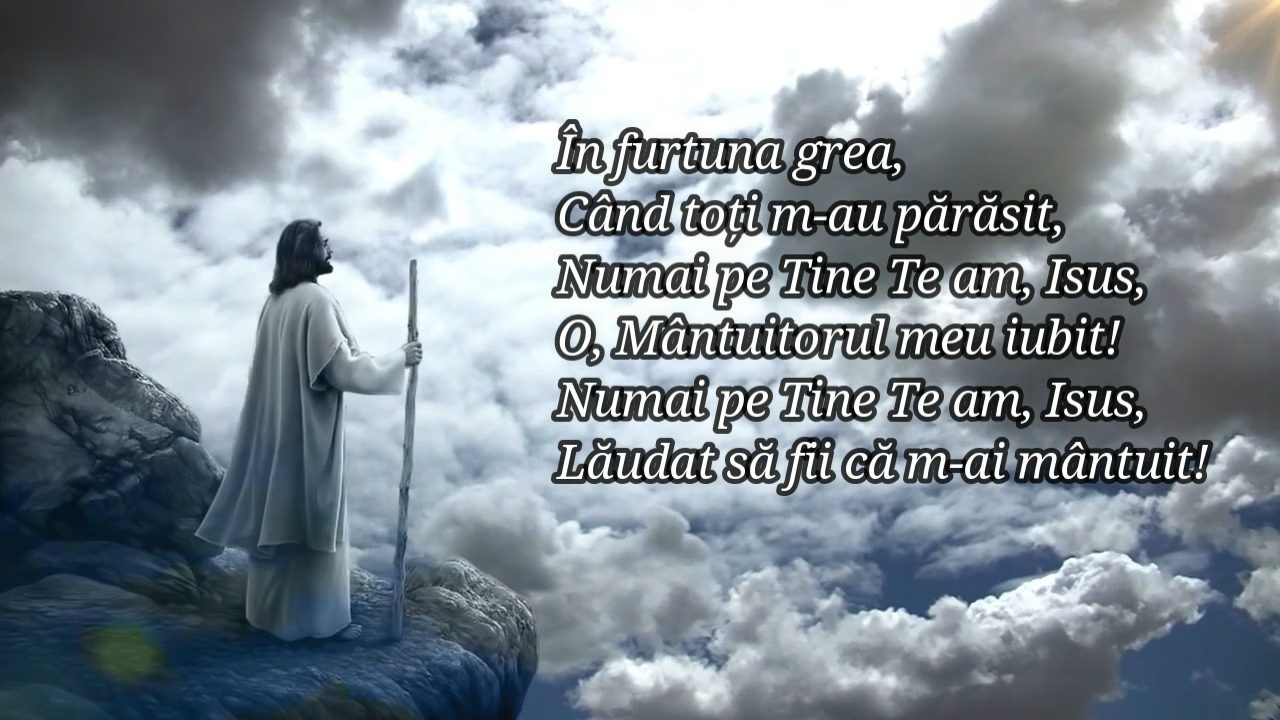 În furtuna grea,
Când toți m-au părăsit,
Numai pe Tine Te am, Isus,
O, Mântuitorul meu iubit!
Numai pe Tine Te am, Isus,
Lăudat să fii că m-ai mântuit!